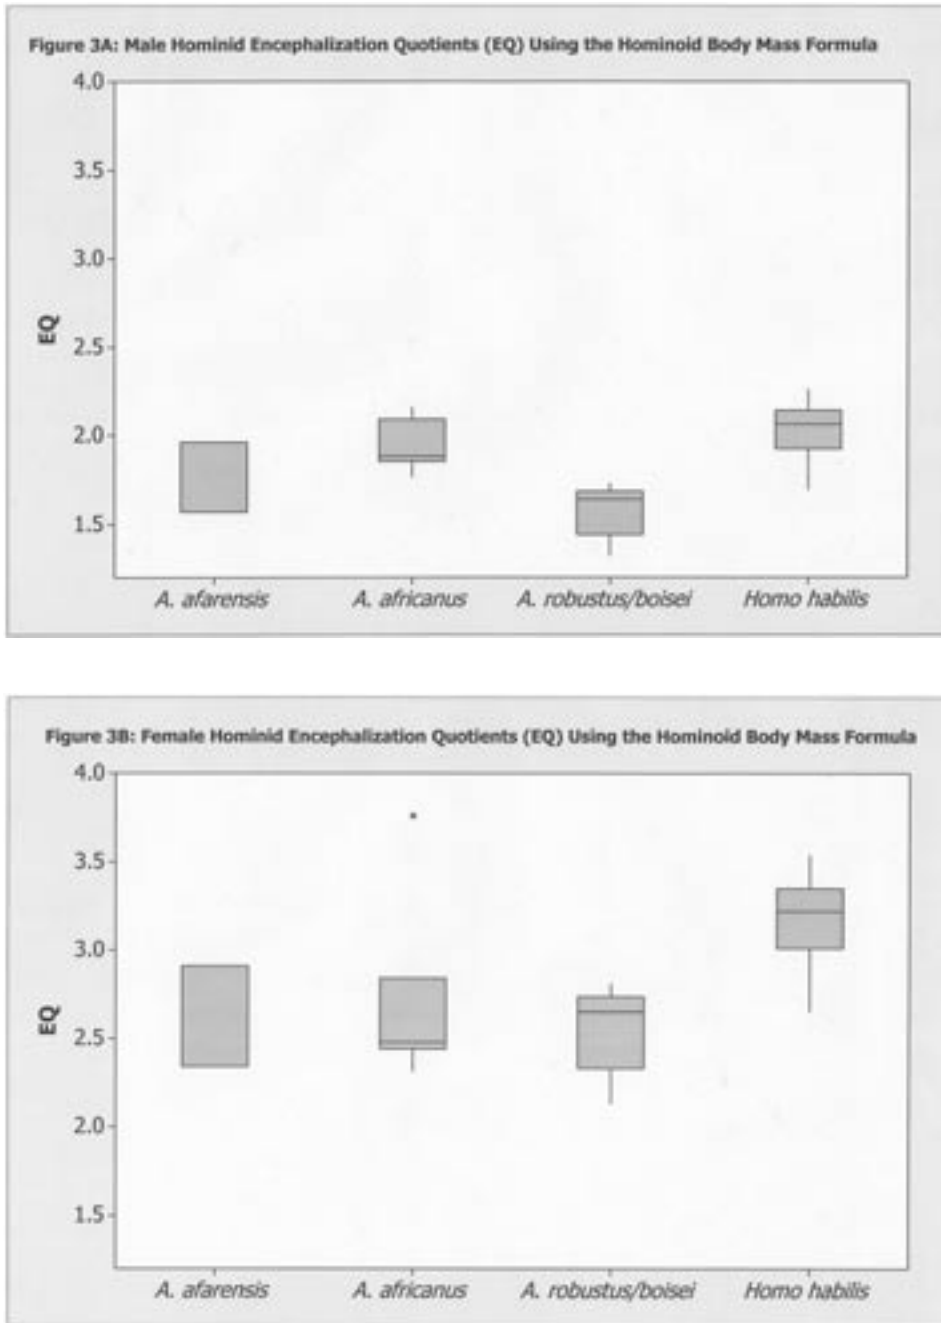 Figure 3A: Male Hominid Encephalization Quotients (EQ) Using the Hominoid Body Mass Formula
4.0
3.5
3.0
2.5
2.0
1.5
EQ
A. afarensis A. africanus A. robustus/boisei Homo habilis
Figure 3B: Female Hominid Encephalization Quotients (EQ) Using the Hominoid Body Mass Formula
4.0
3.5
3.0
2.5
2.0
1.5
EQ
A. afarensis A. africanus A. robustus/boisei Homo habilis